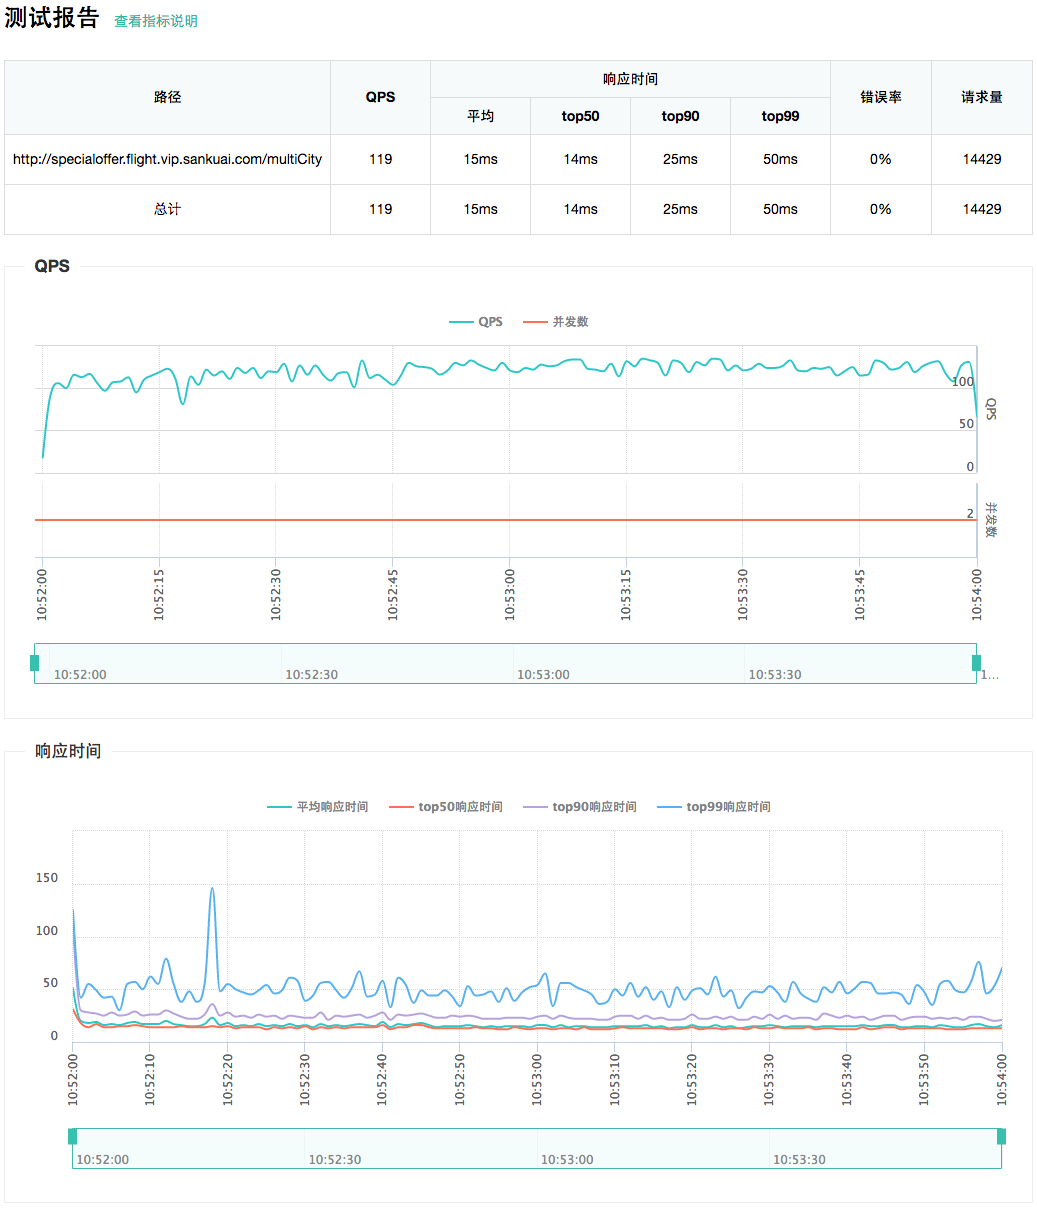 测试报告 查看指标说明
路径 QPS 响应时间 错误率 请求量
平均 top50 top90 top99
http://specialoffer.flight.vip.sankuai.com/multiCity 119 15ms 14ms 25ms 50ms 0% 14429
总计 119 15ms 14ms 25ms 50ms 0% 14429
QPS
QPS 并发数
100
50
0
QPS
2
并发数
10:52:00 10:52:15 10:52:30 10:52:45 10:53:00 10:53:15 10:53:30 10:53:45 10:54:00
10:52:00 10:52:30 10:53:00 10:53:30 1...
响应时间
平均响应时间 top50响应时间 top90响应时间 top99响应时间
150
100
50
0
10:52:00 10:52:10 10:52:20 10:52:30 10:52:40 10:52:50 10:53:00 10:53:10 10:53:20 10:53:30 10:53:40 10:53:50 10:54:00
10:52:00 10:52:30 10:53:00 10:53:30